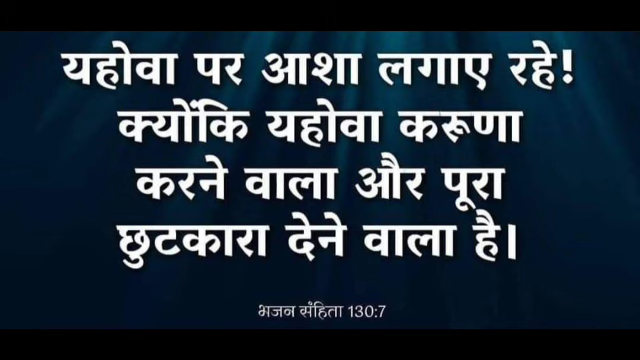 यहोवा पर आशा लगाए रहे!
क्योंकि यहोवा करूणा
करने वाला और पूरा
छुटकारा देने वाला है।
भजन संहिता 130:7